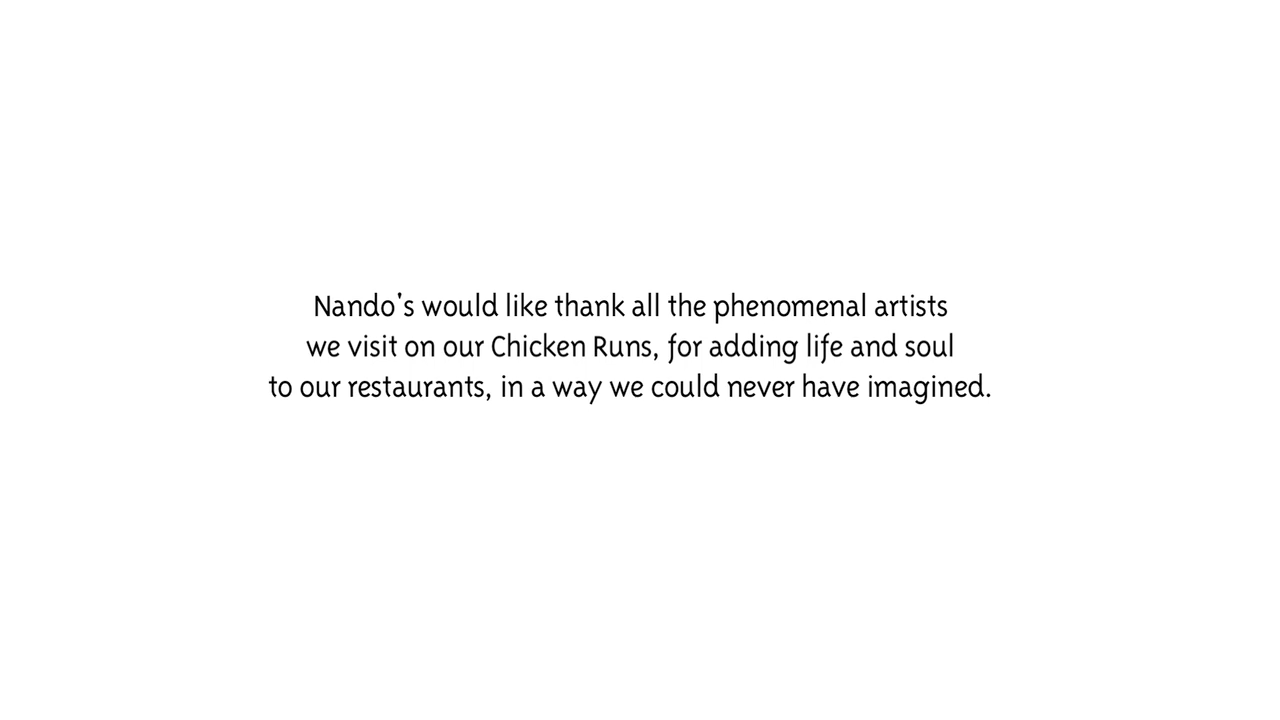 Nando's would like thank all the phenomenal artists
we visit on our Chicken Runs, for adding life and soul
to our restaurants, in a way we could never have imagined.